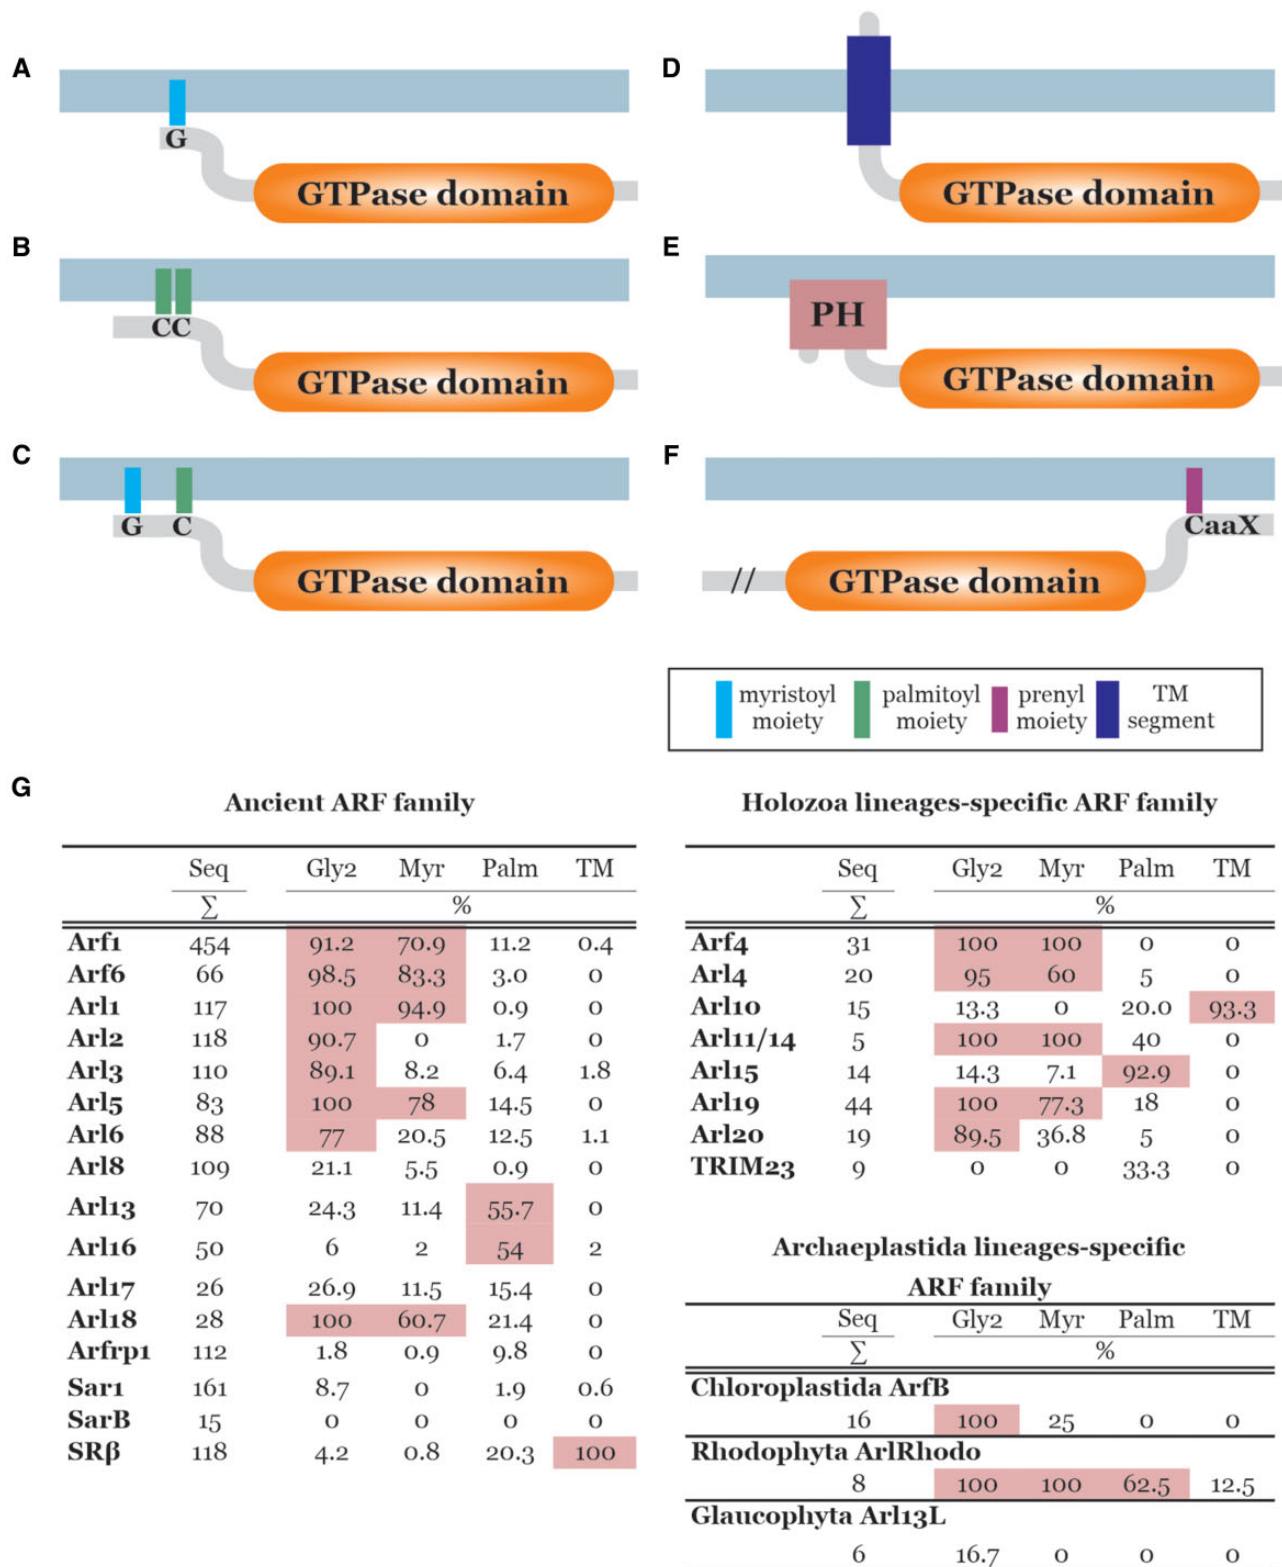 A
G
GTPase domain
B
CC
GTPase domain
C
G C
GTPase domain
D
GTPase domain
E
PH
GTPase domain
F
CaaX
// GTPase domain
myristoyl moiety
palmitoyl moiety
prenyl moiety
TM segment
G
Ancient ARF family
Seq Gly2 Myr Palm TM
∑ %
Arf1 454 91.2 70.9 11.2 0.4
Arf6 66 98.5 83.3 3.0 0
Arl1 117 100 94.9 0.9 0
Arl2 118 90.7 0 1.7 0
Arl3 110 89.1 8.2 6.4 1.8
Arl5 83 100 78 14.5 0
Arl6 88 77 20.5 12.5 1.1
Arl8 109 21.1 5.5 0.9 0
Arl13 70 24.3 11.4 55.7 0
Arl16 50 6 2 54 2
Arl17 26 26.9 11.5 15.4 0
Arl18 28 100 60.7 21.4 0
Arfrp1 112 1.8 0.9 9.8 0
Sar1 161 8.7 0 1.9 0.6
SarB 15 0 0 0 0
SRβ 118 4.2 0.8 20.3 100
Holozoa lineages-specific ARF family
Seq Gly2 Myr Palm TM
∑ %
Arf4 31 100 100 0 0
Arl4 20 95 60 5 0
Arl10 15 13.3 0 20.0 93.3
Arl11/14 5 100 100 40 0
Arl15 14 14.3 7.1 92.9 0
Arl19 44 100 77.3 18 0
Arl20 19 89.5 36.8 5 0
TRIM23 9 0 0 33.3 0
Archaeplastida lineages-specific
ARF family
Seq Gly2 Myr Palm TM
∑ %
Chloroplastida ArfB
16 100 25 0 0
Rhodophyta ArlRhodo
8 100 100 62.5 12.5
Glaucophyta Arl13L
6 16.7 0 0 0